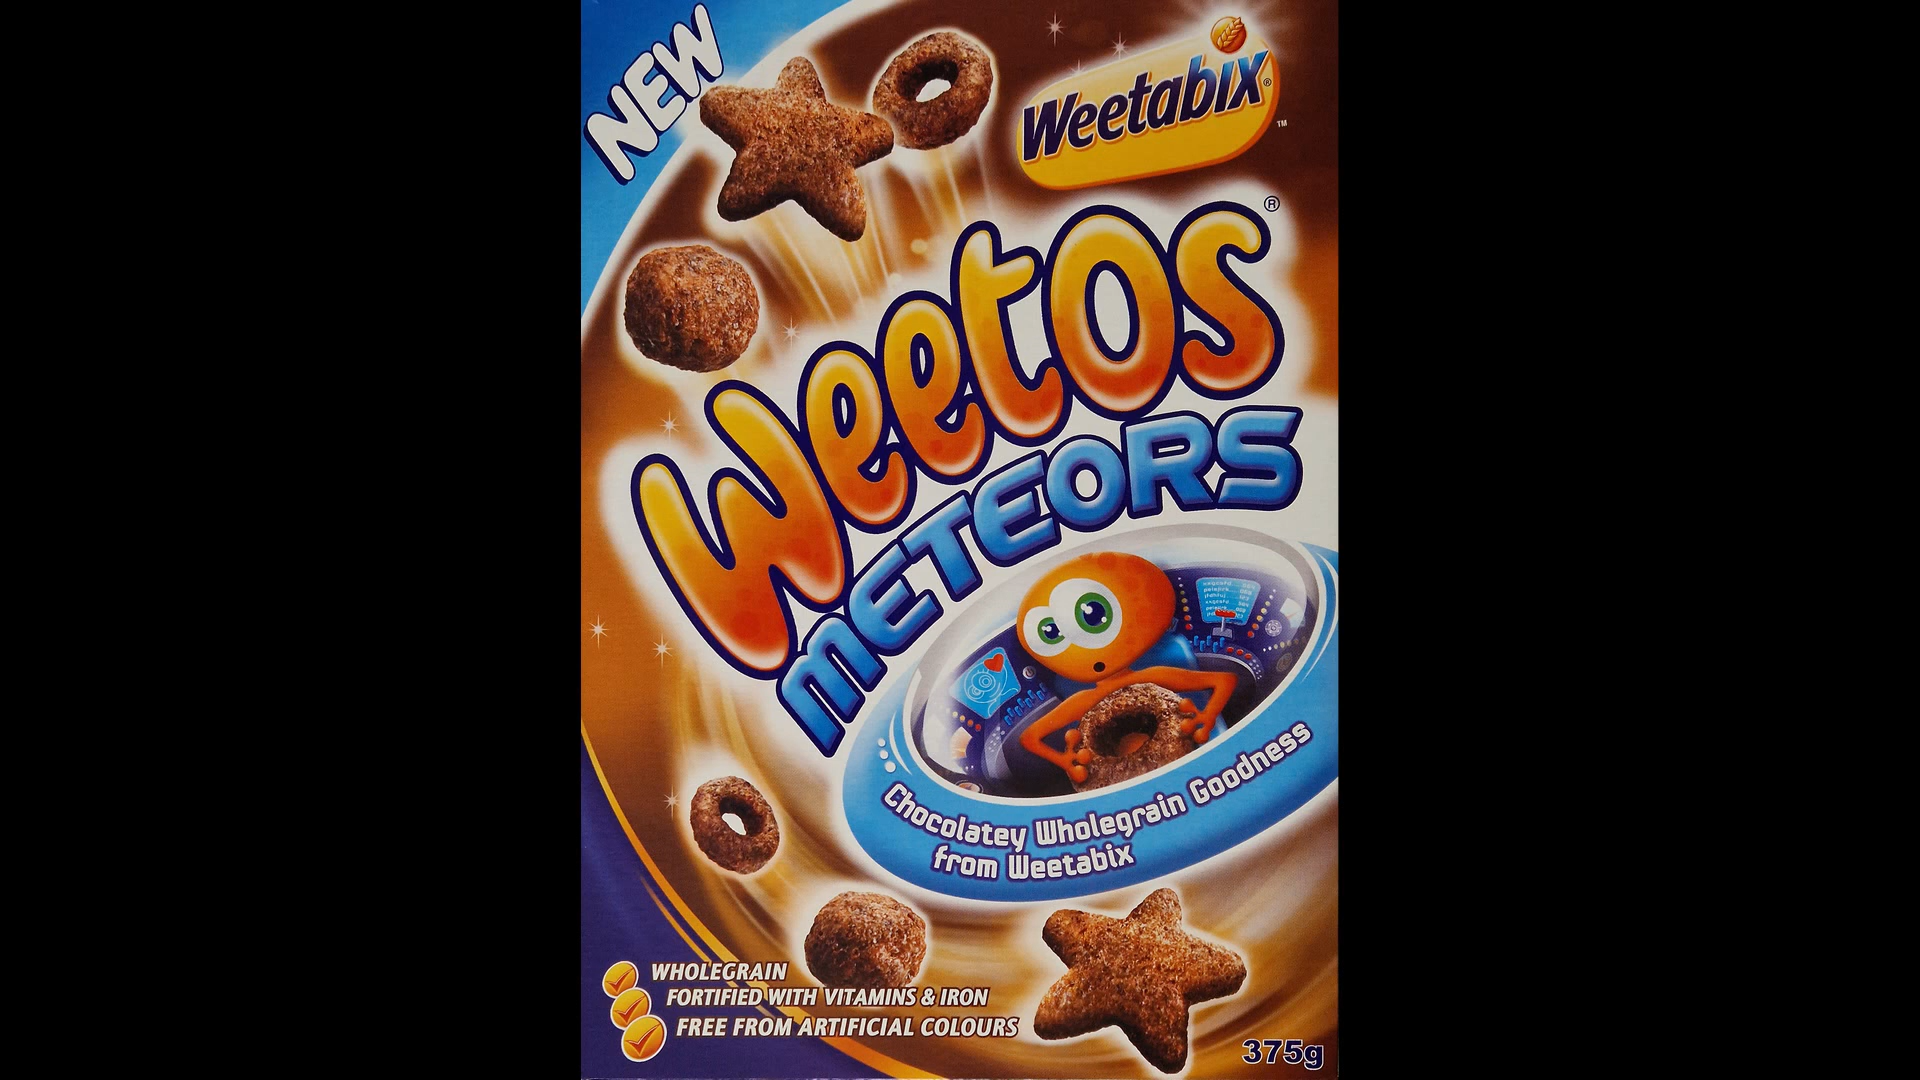 NEW
Weetabix®
™
Weetos®
METEORS
Chocolatey Wholegrain Goodness
from Weetabix
WHOLEGRAIN
FORTIFIED WITH VITAMINS & IRON
FREE FROM ARTIFICIAL COLOURS
375g